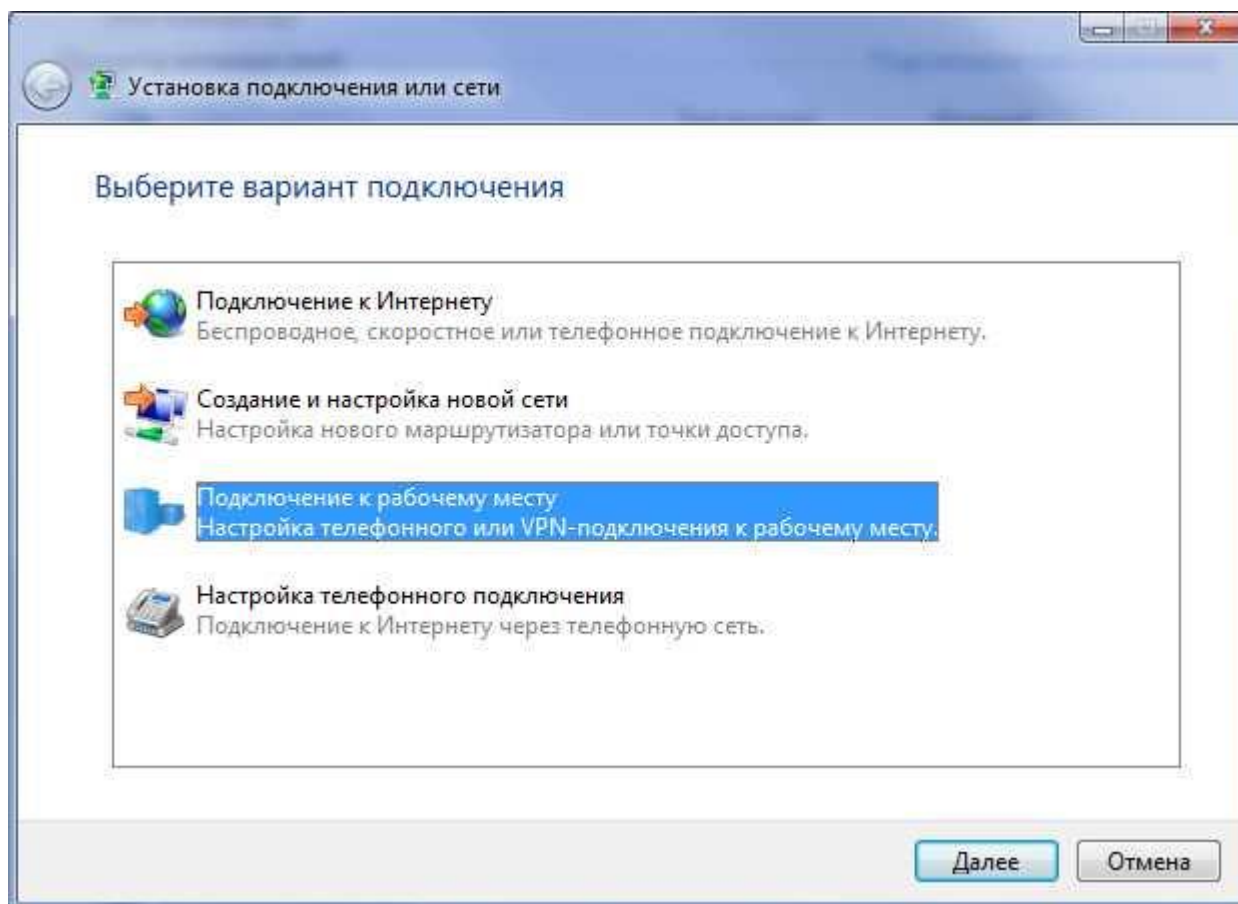 Установка подключения или сети
Выберите вариант подключения
Подключение к Интернету
Беспроводное, скоростное или телефонное подключение к Интернету.
Создание и настройка новой сети
Настройка нового маршрутизатора или точки доступа.
Подключение к рабочему месту
Настройка телефонного или VPN-подключения к рабочему месту.
Настройка телефонного подключения
Подключение к Интернету через телефонную сеть.
Далее
Отмена